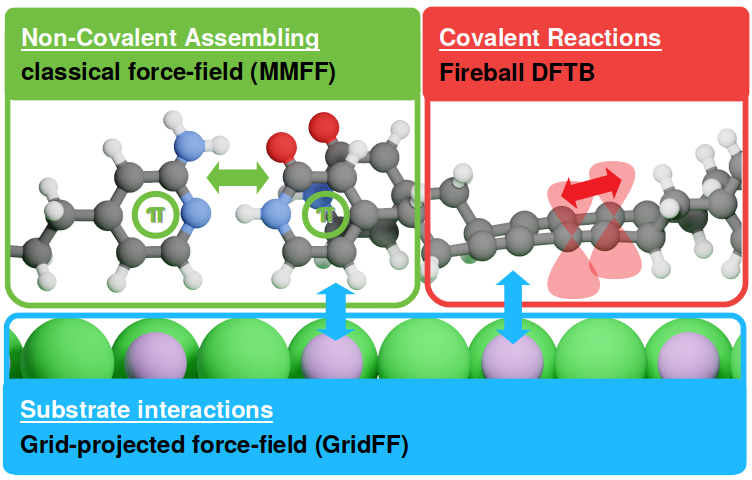 Non-Covalent Assembling
classical force-field (MMFF)
Covalent Reactions
Fireball DFTB
π
π
Substrate interactions
Grid-projected force-field (GridFF)